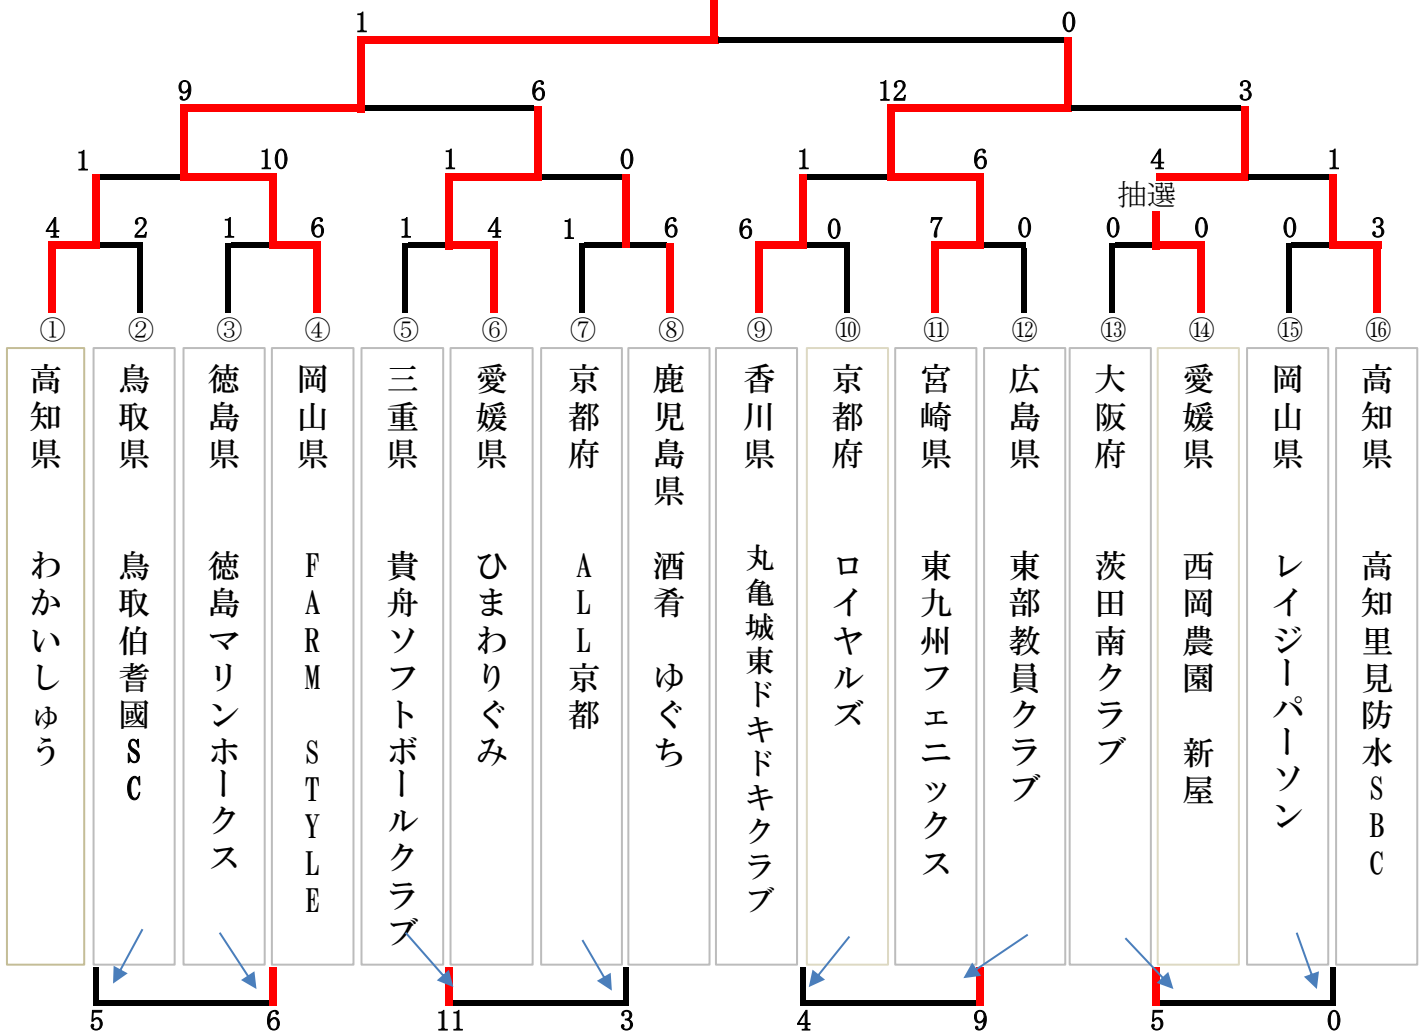 1 0
9 6 12 3
1 10 1 0 1 6 4 1
抽選
4 2 1 6 1 4 1 6 6 0 7 0 0 0 0 3
① ② ③ ④ ⑤ ⑥ ⑦ ⑧ ⑨ ⑩ ⑪ ⑫ ⑬ ⑭ ⑮ ⑯
高知県 わかいしゅう
鳥取県 鳥取伯耆國SC
徳島県 徳島マリンホークス
岡山県 FARM STYLE
三重県 貴舟ソフトボールクラブ
愛媛県 ひまわりぐみ
京都府 ALL京都
鹿児島県 酒肴 ゆぐち
香川県 丸亀城東ドキドキクラブ
京都府 ロイヤルズ
宮崎県 東九州フェニックス
広島県 東部教員クラブ
大阪府 茨田南クラブ
愛媛県 西岡農園 新屋
岡山県 レイジーパーソン
高知県 高知里見防水SBC
5 6 11 3 4 9 5 0